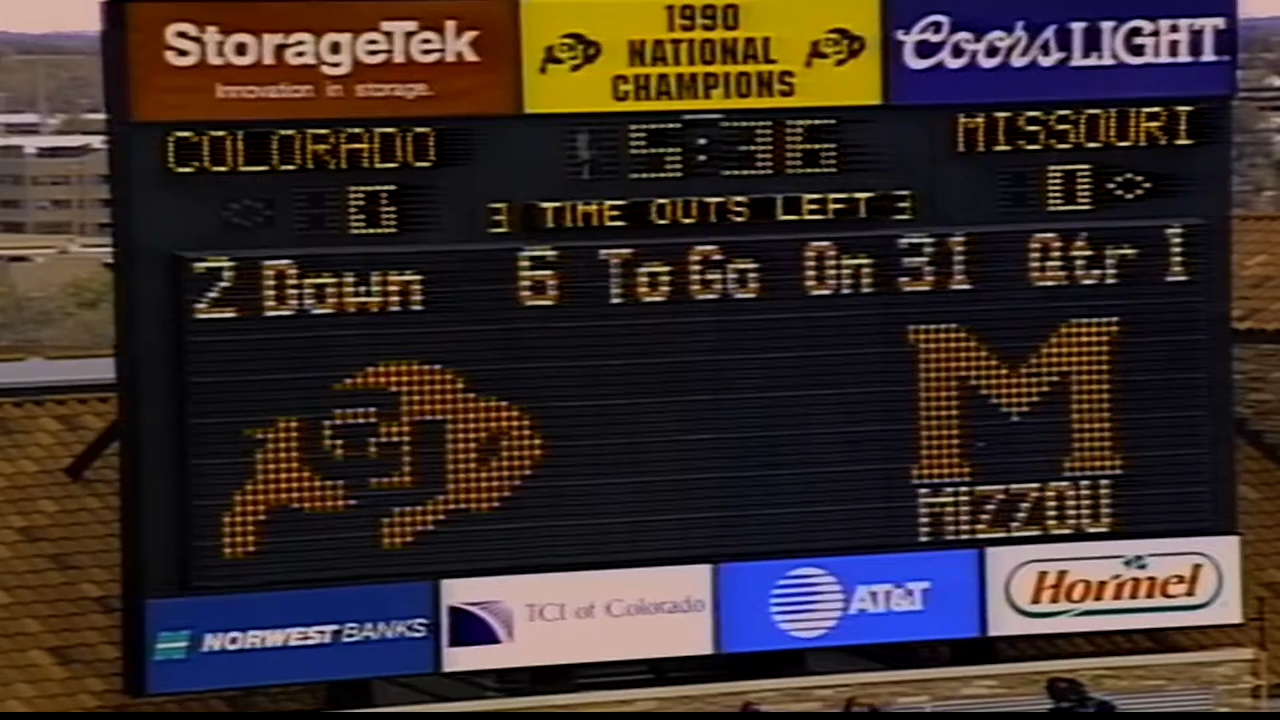 StorageTek
Innovation in storage.
1990
NATIONAL
CHAMPIONS
Coors LIGHT
COLORADO
5:36
MISSOURI
0
0
3 TIME OUTS LEFT 3
2 Down 6 To Go On 31 Qtr 1
M
MIZZOU
NORWEST BANKS
TCI of Colorado
AT&T
Hormel